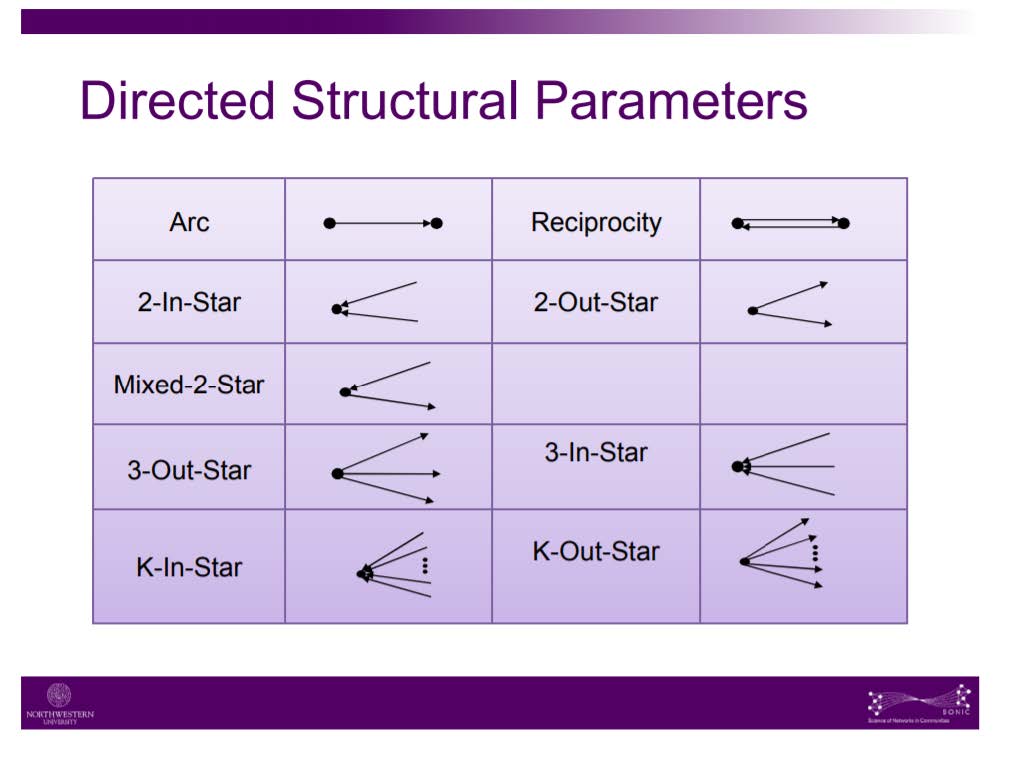 Directed Structural Parameters
Arc
Reciprocity
2-In-Star
2-Out-Star
Mixed-2-Star
3-Out-Star
3-In-Star
K-In-Star
K-Out-Star
NORTHWESTERN
UNIVERSITY
SONIC
Science of Networks in Communities